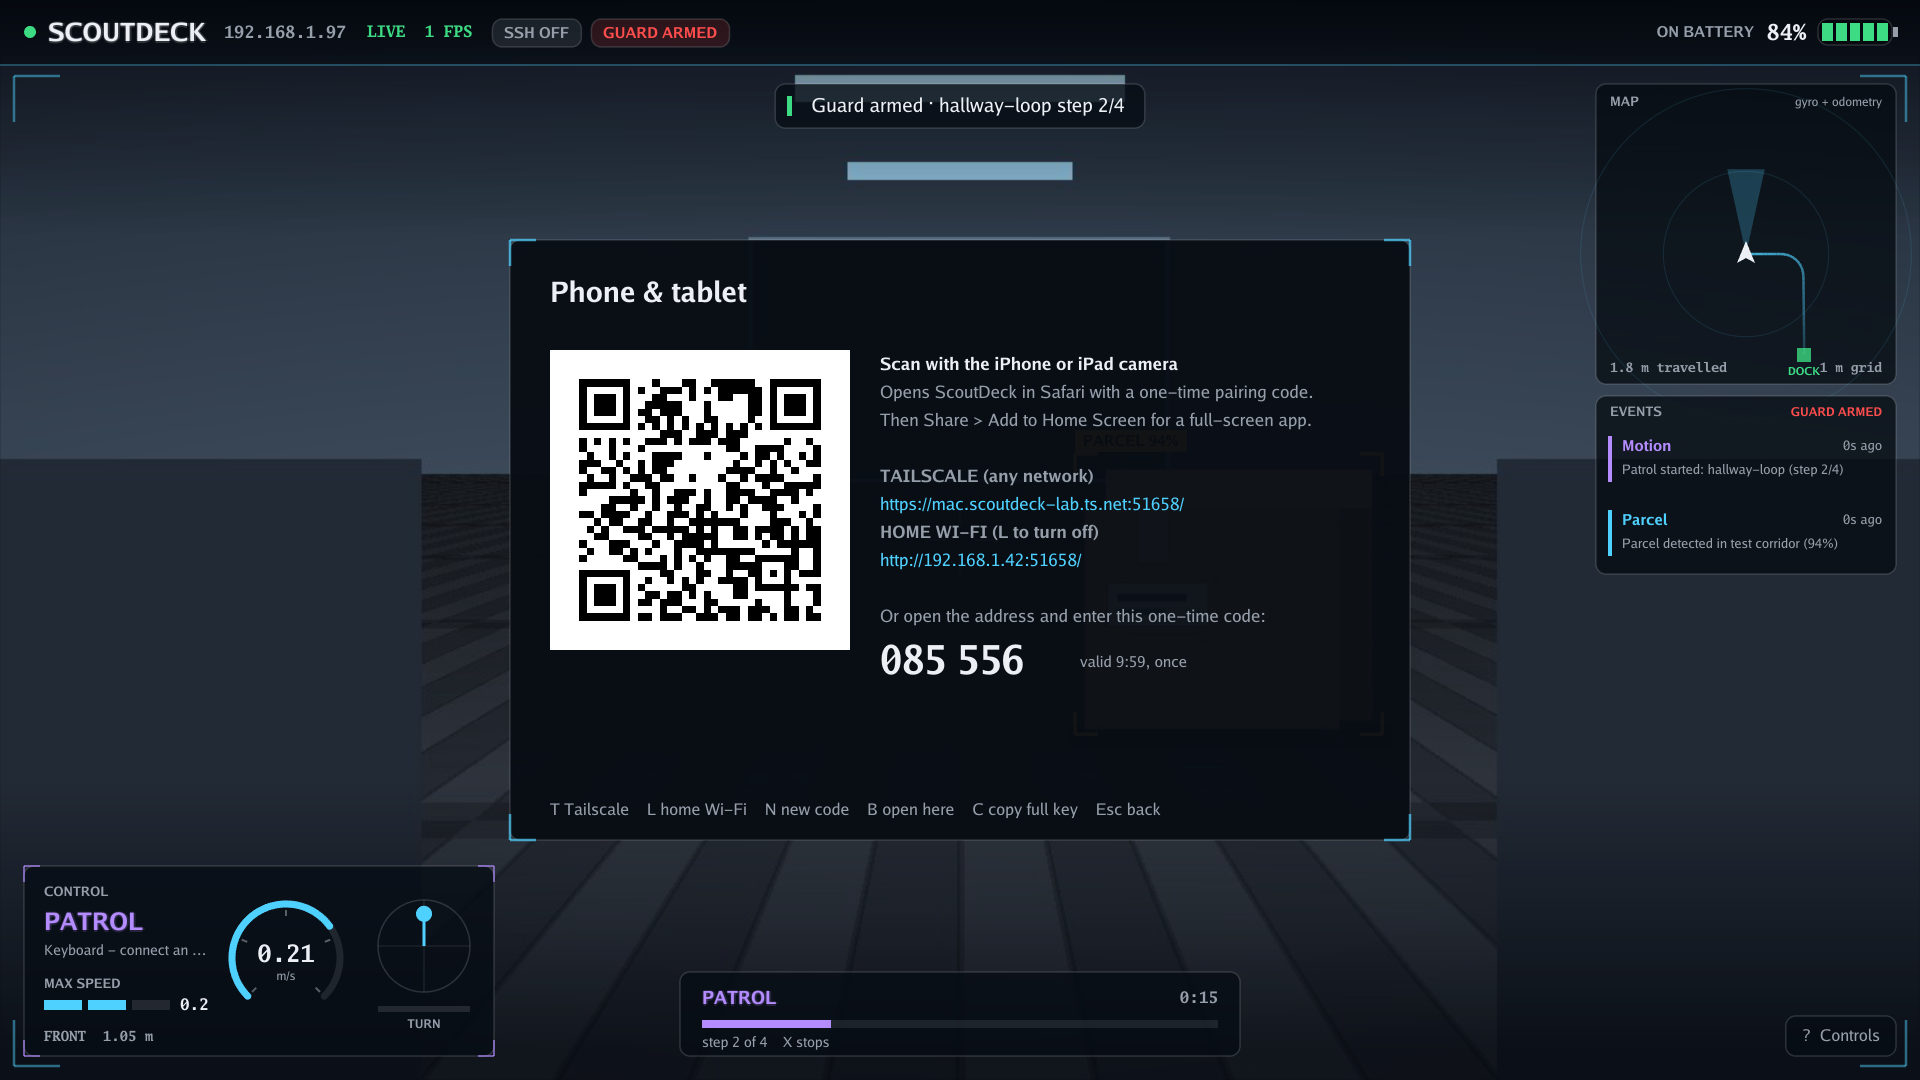 SCOUTDECK 192.168.1.97 LIVE 1 FPS SSH OFF GUARD ARMED
ON BATTERY 84%
Guard armed · hallway-loop step 2/4
MAP gyro + odometry
DOCK
1.8 m travelled 1 m grid
EVENTS GUARD ARMED
Motion 0s ago
Patrol started: hallway-loop (step 2/4)
Parcel 0s ago
Parcel detected in test corridor (94%)
Phone & tablet
Scan with the iPhone or iPad camera
Opens ScoutDeck in Safari with a one-time pairing code.
Then Share > Add to Home Screen for a full-screen app.
PARCEL 94%
TAILSCALE (any network)
https://mac.scoutdeck-lab.ts.net:51658/
HOME WI-FI (L to turn off)
http://192.168.1.42:51658/
Or open the address and enter this one-time code:
085 556 valid 9:59, once
T Tailscale L home Wi-Fi N new code B open here C copy full key Esc back
CONTROL
PATROL
Keyboard - connect an ...
MAX SPEED
0.2
FRONT 1.05 m
0.21
m/s
TURN
PATROL 0:15
step 2 of 4 X stops
? Controls